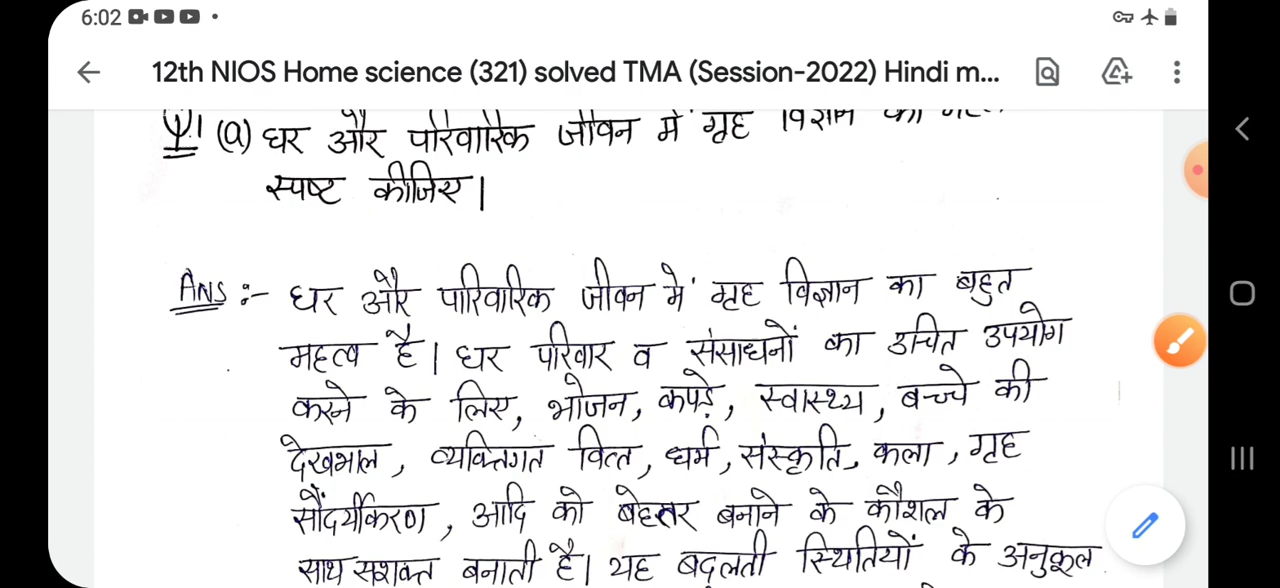 6:02
12th NIOS Home science (321) solved TMA (Session-2022) Hindi m...
Q1 (a) घर और पारिवारिक जीवन में गृह विज्ञान का
स्पष्ट कीजिए।
Ans :- घर और पारिवारिक जीवन में गृह विज्ञान का बहुत
महत्व है। घर परिवार व संसाधनों का उचित उपयोग
करने के लिए, भोजन, कपड़े, स्वास्थ्य, बच्चे की
देखभाल, व्यक्तिगत वित्त, धर्म, संस्कृति, कला, गृह
सौंदर्यीकरण, आदि को बेहतर बनाने के कौशल के
साथ सशक्त बनाती है। यह बदलती स्थितियों के अनुकूल